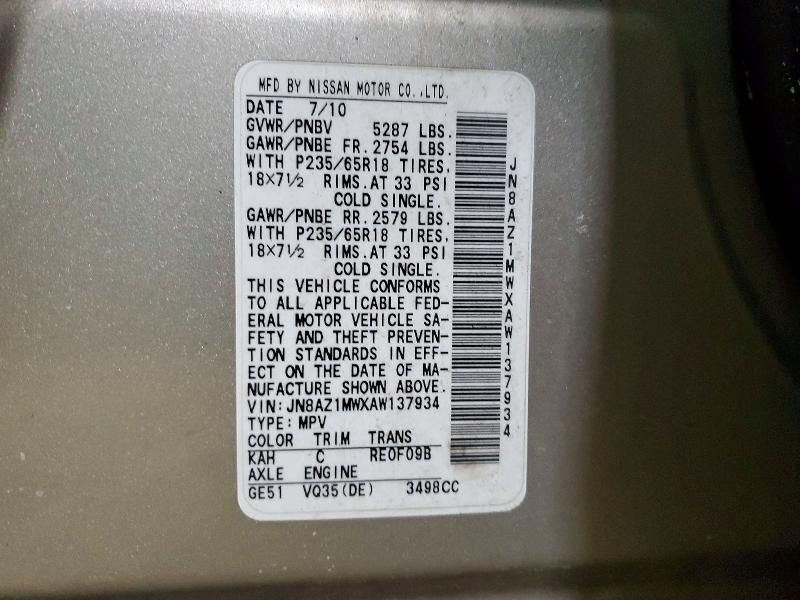 MFD BY NISSAN MOTOR CO.,LTD.
DATE 7/10
GVWR/PNBV 5287 LBS.
GAWR/PNBE FR. 2754 LBS.
WITH P235/65R18 TIRES,
18×7½ RIMS.AT 33 PSI
COLD SINGLE.
GAWR/PNBE RR. 2579 LBS.
WITH P235/65R18 TIRES,
18×7½ RIMS.AT 33 PSI
COLD SINGLE.
THIS VEHICLE CONFORMS
TO ALL APPLICABLE FED-
ERAL MOTOR VEHICLE SA-
FETY AND THEFT PREVEN-
TION STANDARDS IN EFF-
ECT ON THE DATE OF MA-
NUFACTURE SHOWN ABOVE.
VIN:JN8AZ1MWXAW137934
TYPE:MPV
COLOR TRIM TRANS
KAH C RE0F09B
AXLE ENGINE
GE51 VQ35(DE) 3498CC
JN8AZ1MWXAW137934